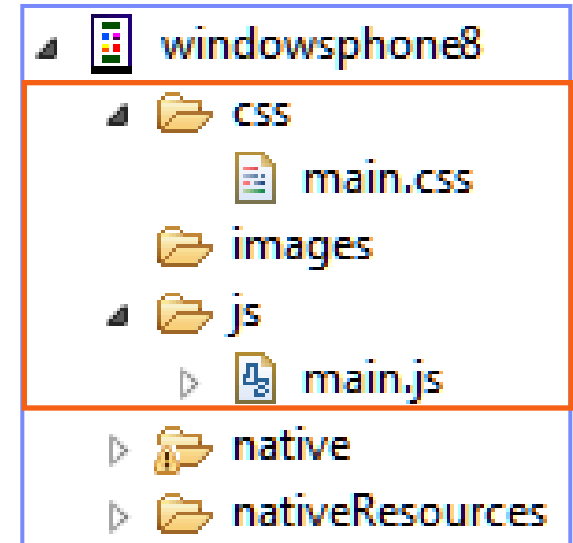 windowsphone8
css
main.css
images
js
main.js
native
nativeResources